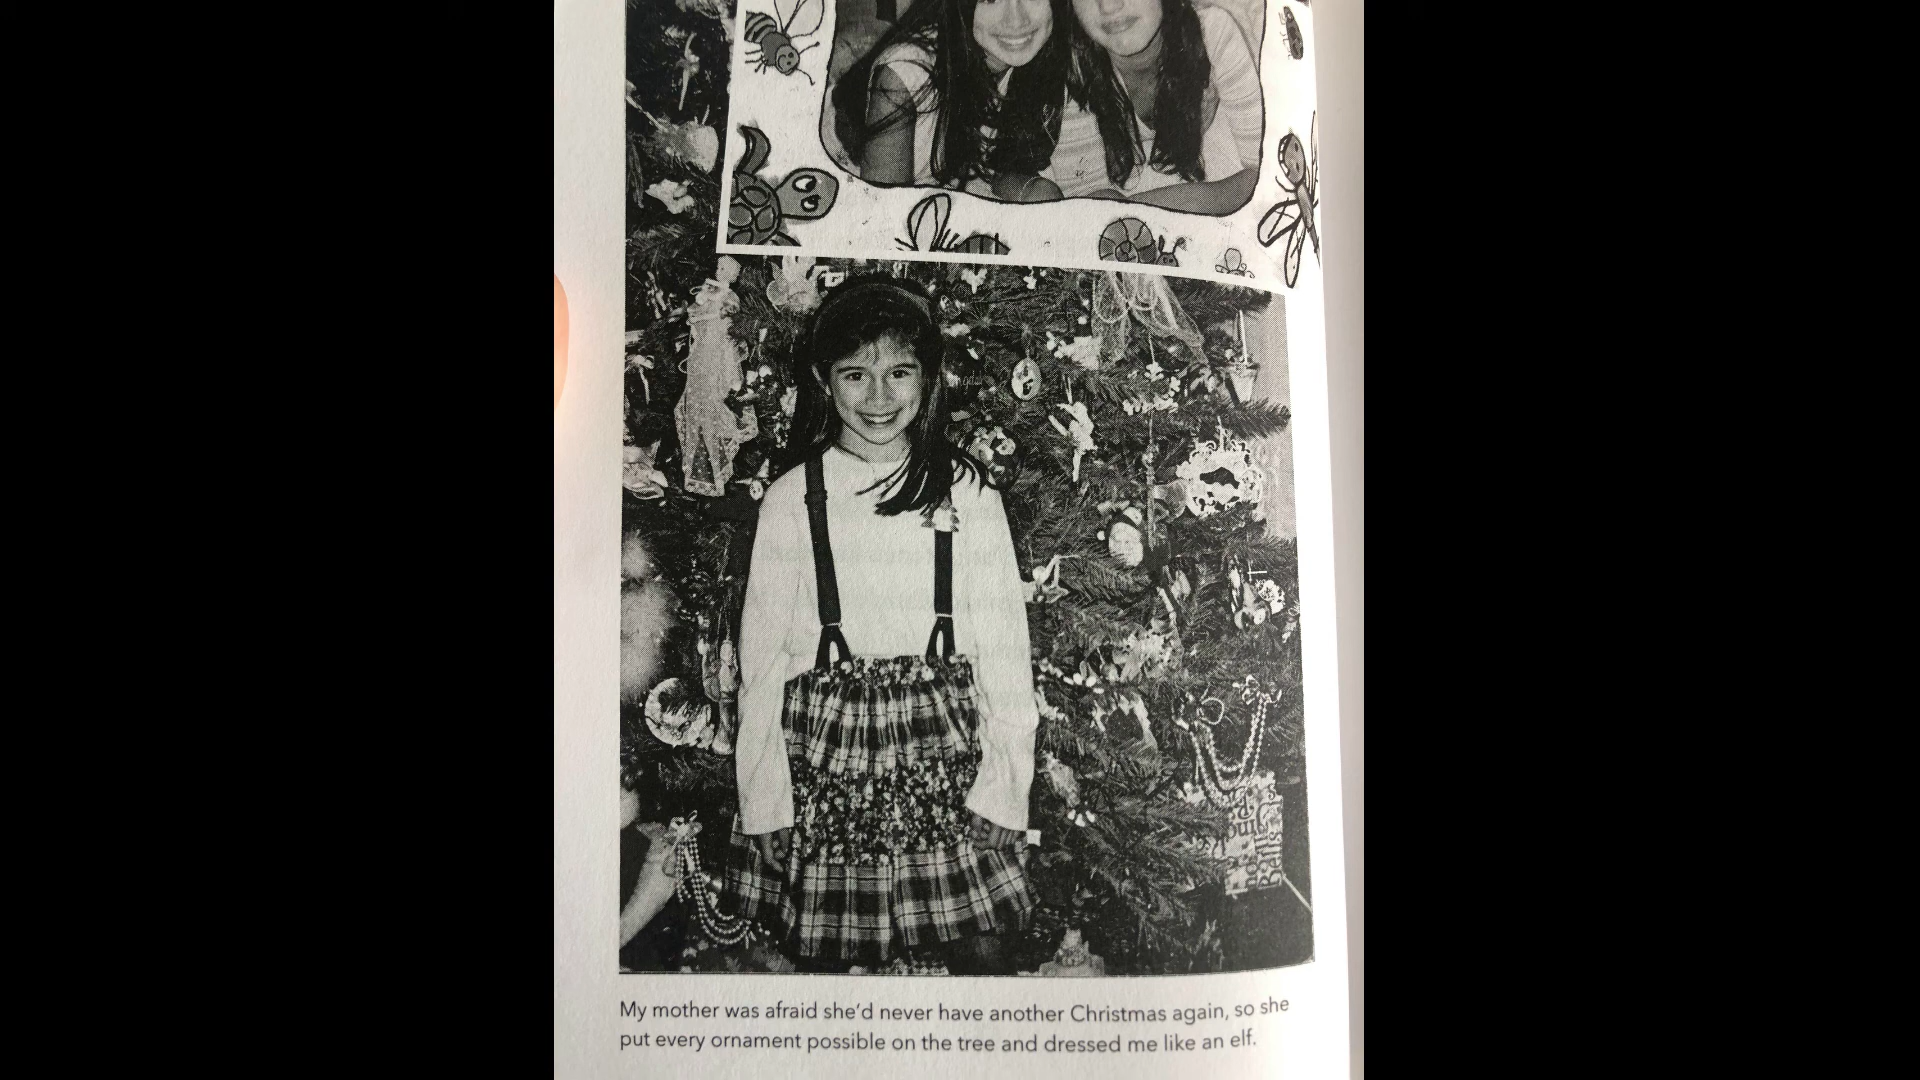 My mother was afraid she'd never have another Christmas again, so she
put every ornament possible on the tree and dressed me like an elf.